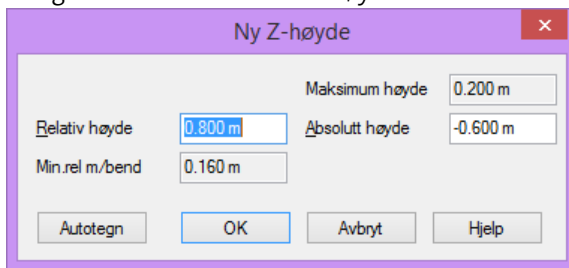 Ny Z-høyde
Maksimum høyde 0.200 m
Relativ høyde 0.800 m Absolutt høyde -0.600 m
Min.rel m/bend 0.160 m
Autotegn OK Avbryt Hjelp